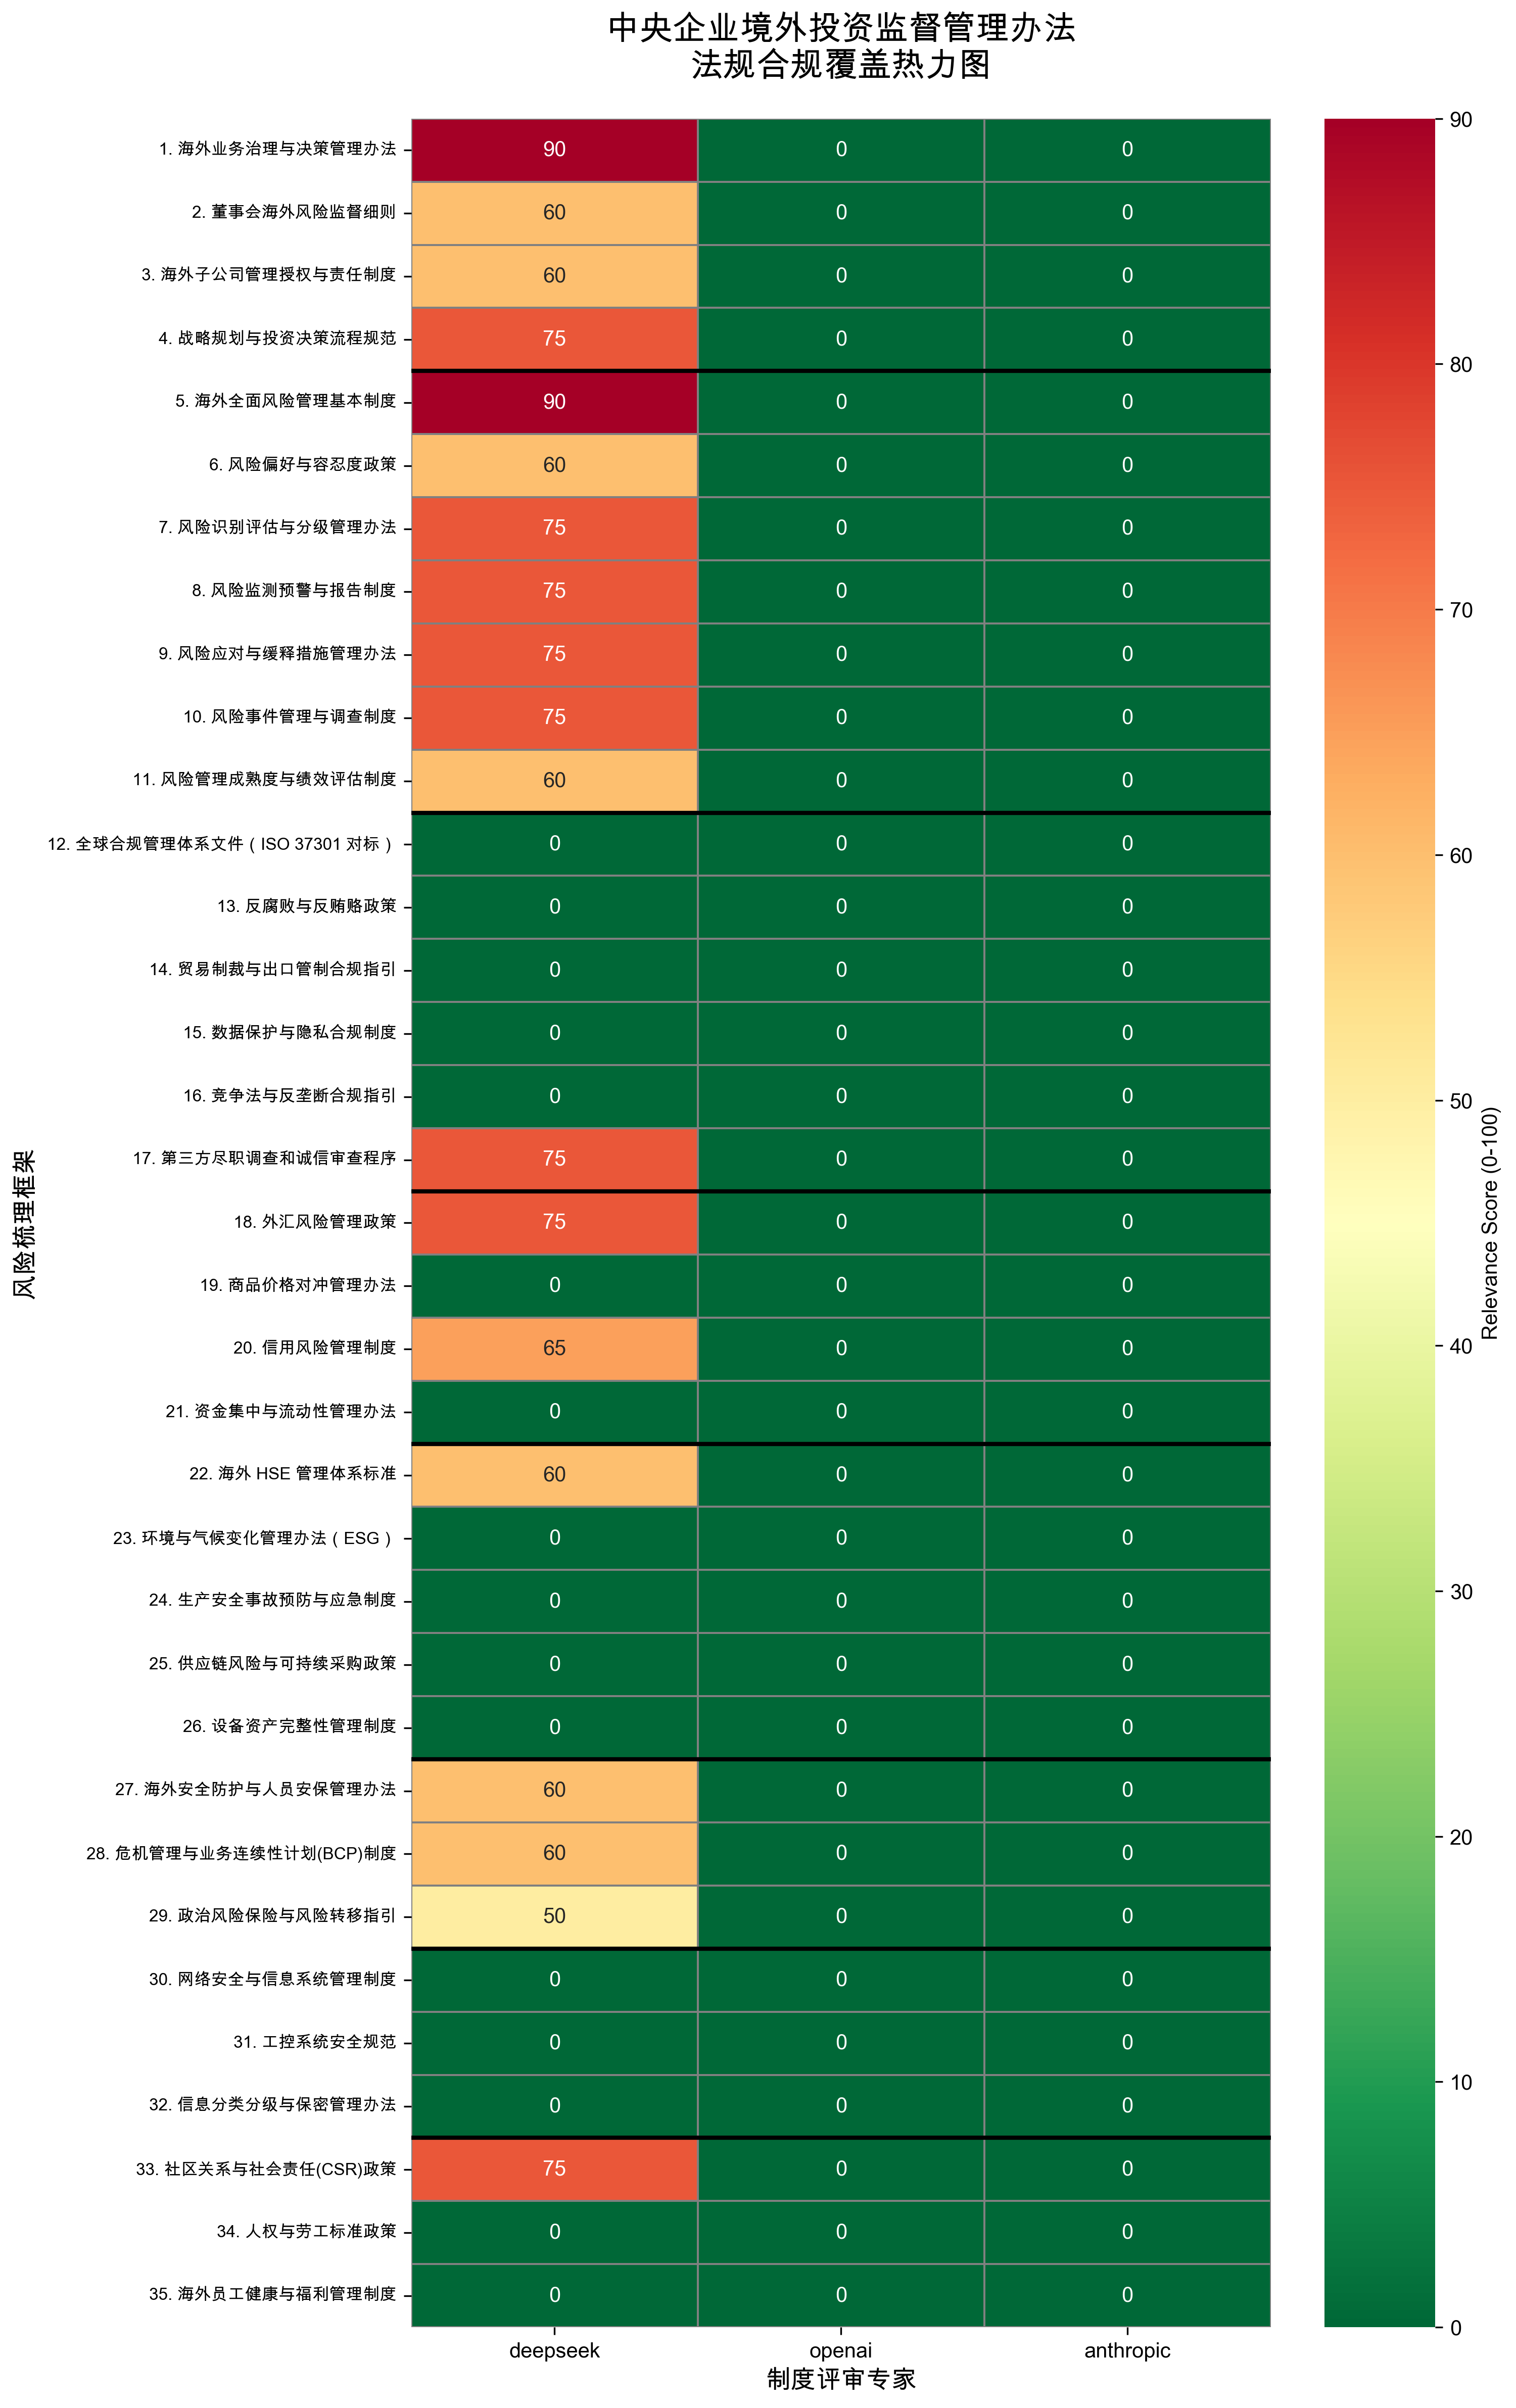 中央企业境外投资监督管理办法
法规合规覆盖热力图
1. 海外业务治理与决策管理办法 90 0 0
2. 董事会海外风险监督细则 60 0 0
3. 海外子公司管理授权与责任制度 60 0 0
4. 战略规划与投资决策流程规范 75 0 0
5. 海外全面风险管理基本制度 90 0 0
6. 风险偏好与容忍度政策 60 0 0
7. 风险识别评估与分级管理办法 75 0 0
8. 风险监测预警与报告制度 75 0 0
9. 风险应对与缓释措施管理办法 75 0 0
10. 风险事件管理与调查制度 75 0 0
11. 风险管理成熟度与绩效评估制度 60 0 0
12. 全球合规管理体系文件（ISO 37301 对标） 0 0 0
13. 反腐败与反贿赂政策 0 0 0
14. 贸易制裁与出口管制合规指引 0 0 0
15. 数据保护与隐私合规制度 0 0 0
16. 竞争法与反垄断合规指引 0 0 0
17. 第三方尽职调查和诚信审查程序 75 0 0
18. 外汇风险管理政策 75 0 0
19. 商品价格对冲管理办法 0 0 0
20. 信用风险管理制度 65 0 0
21. 资金集中与流动性管理办法 0 0 0
22. 海外 HSE 管理体系标准 60 0 0
23. 环境与气候变化管理办法（ESG） 0 0 0
24. 生产安全事故预防与应急制度 0 0 0
25. 供应链风险与可持续采购政策 0 0 0
26. 设备资产完整性管理制度 0 0 0
27. 海外安全防护与人员安保管理办法 60 0 0
28. 危机管理与业务连续性计划(BCP)制度 60 0 0
29. 政治风险保险与风险转移指引 50 0 0
30. 网络安全与信息系统管理制度 0 0 0
31. 工控系统安全规范 0 0 0
32. 信息分类分级与保密管理办法 0 0 0
33. 社区关系与社会责任(CSR)政策 75 0 0
34. 人权与劳工标准政策 0 0 0
35. 海外员工健康与福利管理制度 0 0 0
风险梳理框架
deepseek openai anthropic
制度评审专家
90
80
70
60
50
40
30
20
10
0
Relevance Score (0-100)